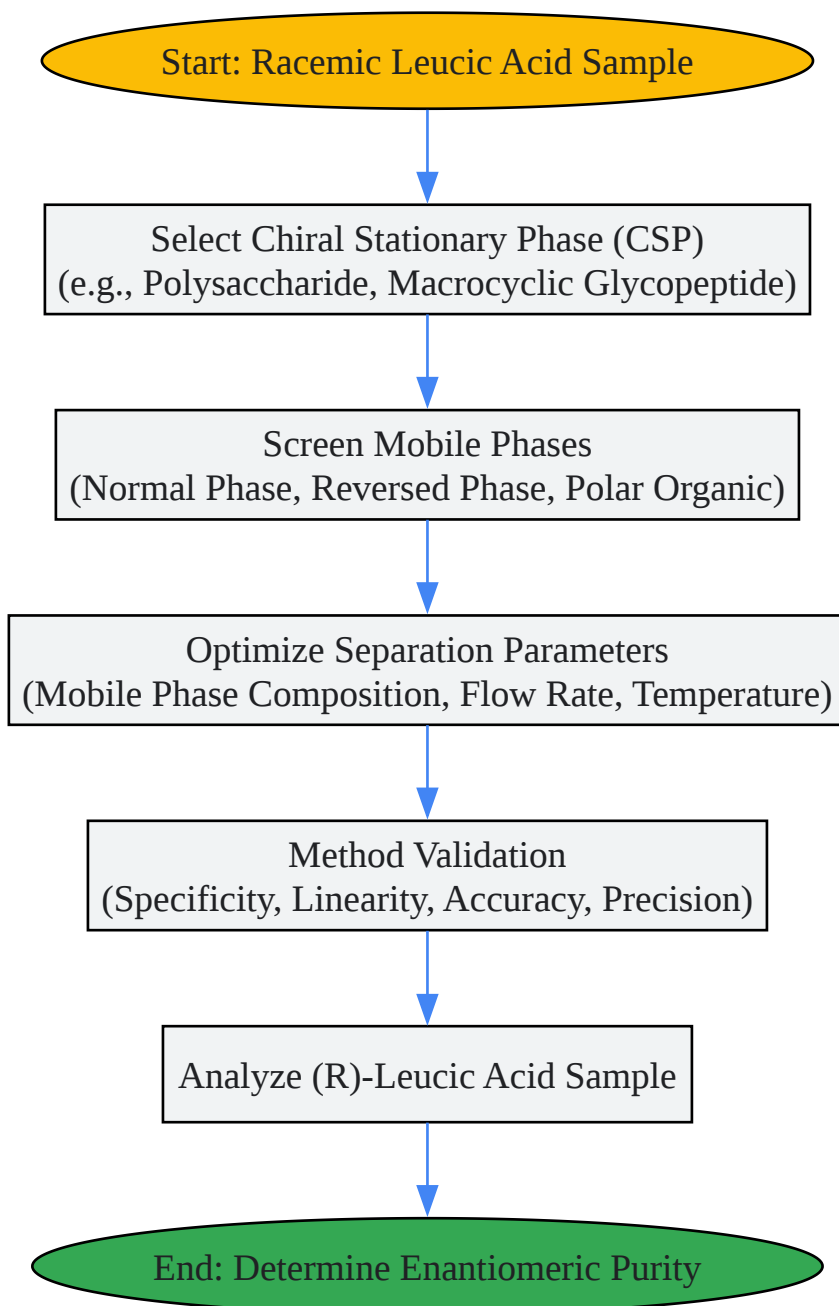 Start: Racemic Leucic Acid Sample
Select Chiral Stationary Phase (CSP)
(e.g., Polysaccharide, Macrocyclic Glycopeptide)
Screen Mobile Phases
(Normal Phase, Reversed Phase, Polar Organic)
Optimize Separation Parameters
(Mobile Phase Composition, Flow Rate, Temperature)
Method Validation
(Specificity, Linearity, Accuracy, Precision)
Analyze (R)-Leucic Acid Sample
End: Determine Enantiomeric Purity